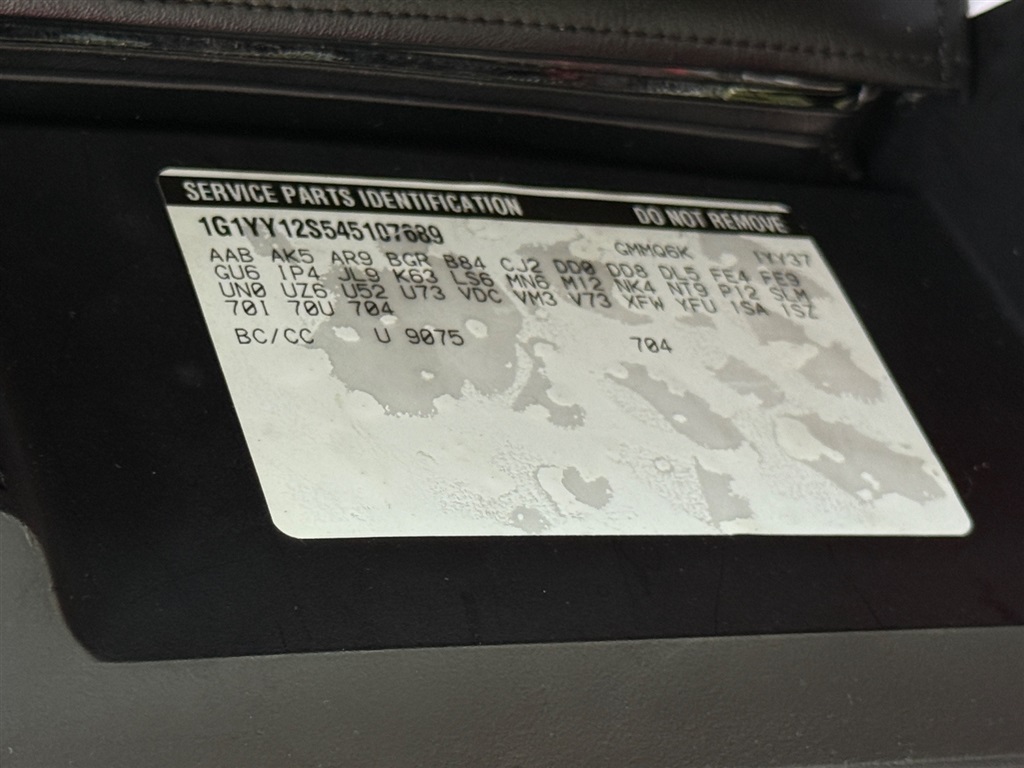 SERVICE PARTS IDENTIFICATION DO NOT REMOVE
1G1YY12S545107689 GMMQ6K 1YY37
AAB AK5 AR9 BGR B84 CJ2 DD0 DD8 DL5 FE4 FE9
GU6 IP4 JL9 K63 LS6 MN6 M12 NK4 NT9 P12 SLM
UN0 UZ6 U52 U73 VDC VM3 V73 XFW YFU 1SA 1SZ
70I 70U 704
BC/CC U 9075 704